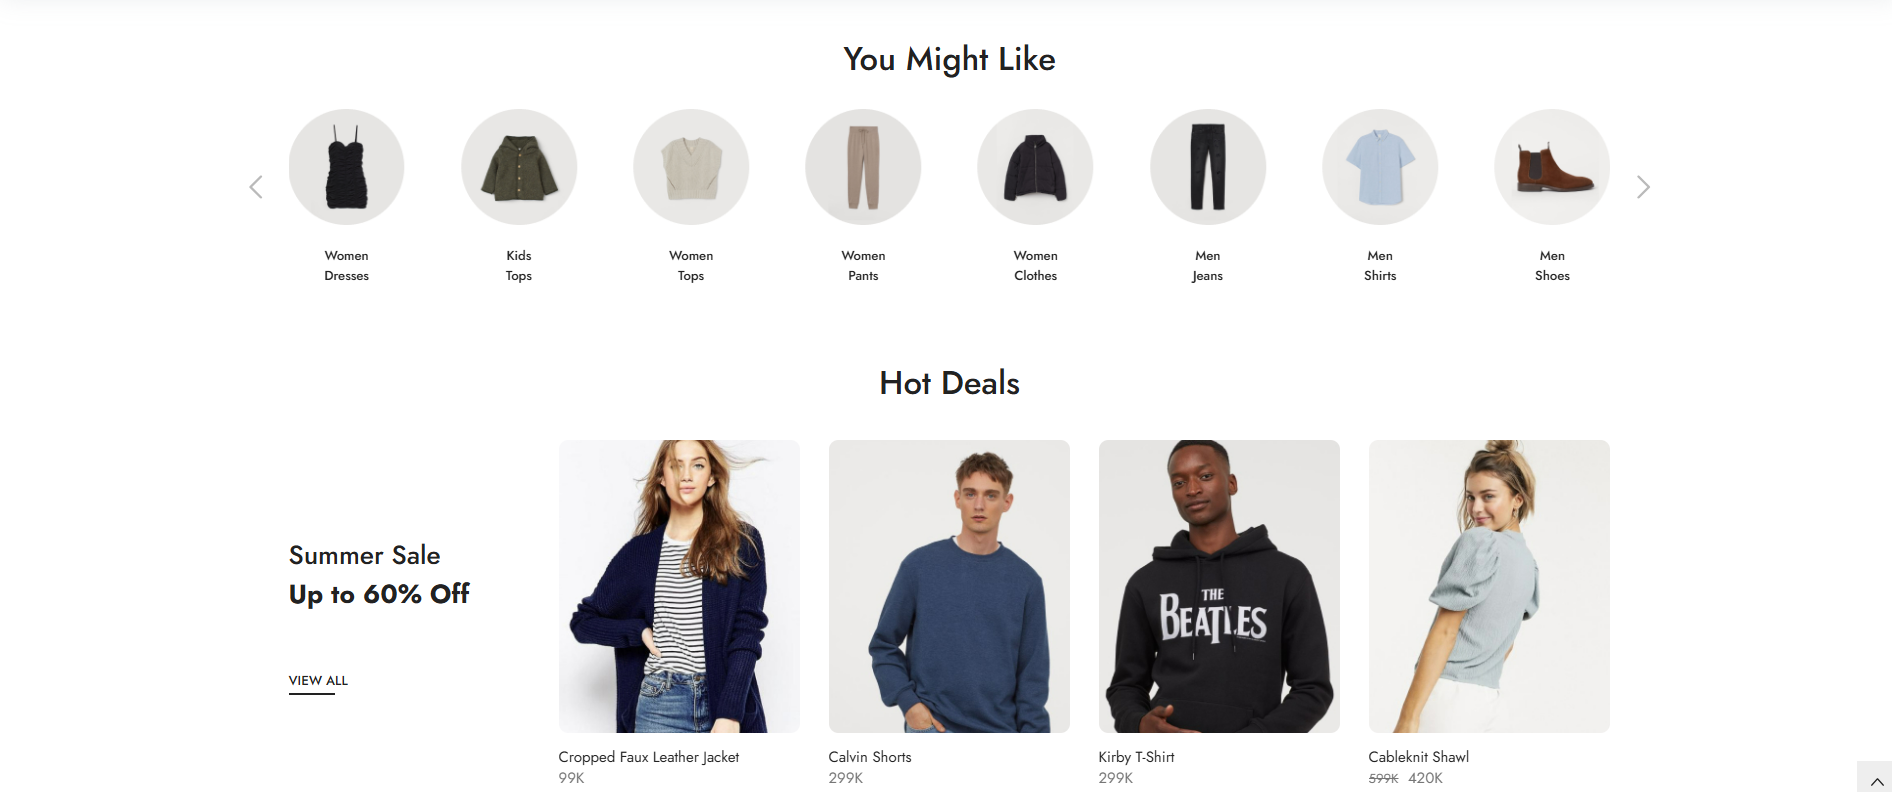 You Might Like
Women
Dresses
Kids
Tops
Women
Tops
Women
Pants
Women
Clothes
Men
Jeans
Men
Shirts
Men
Shoes
Hot Deals
Summer Sale
Up to 60% Off
VIEW ALL
THE
BEATLES
Cropped Faux Leather Jacket
99K
Calvin Shorts
299K
Kirby T-Shirt
299K
Cableknit Shawl
599K 420K